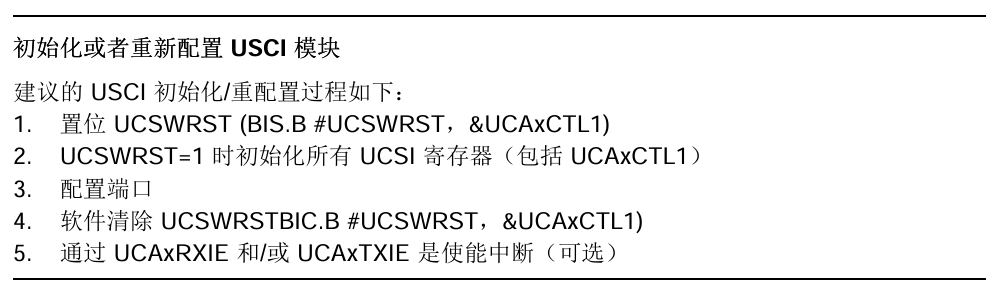 初始化或者重新配置 USCI 模块
建议的 USCI 初始化/重配置过程如下：
1. 置位 UCSWRST (BIS.B #UCSWRST，&UCAxCTL1)
2. UCSWRST=1 时初始化所有 UCSI 寄存器（包括 UCAxCTL1）
3. 配置端口
4. 软件清除 UCSWRSTBIC.B #UCSWRST，&UCAxCTL1)
5. 通过 UCAxRXIE 和/或 UCAxTXIE 是使能中断（可选）